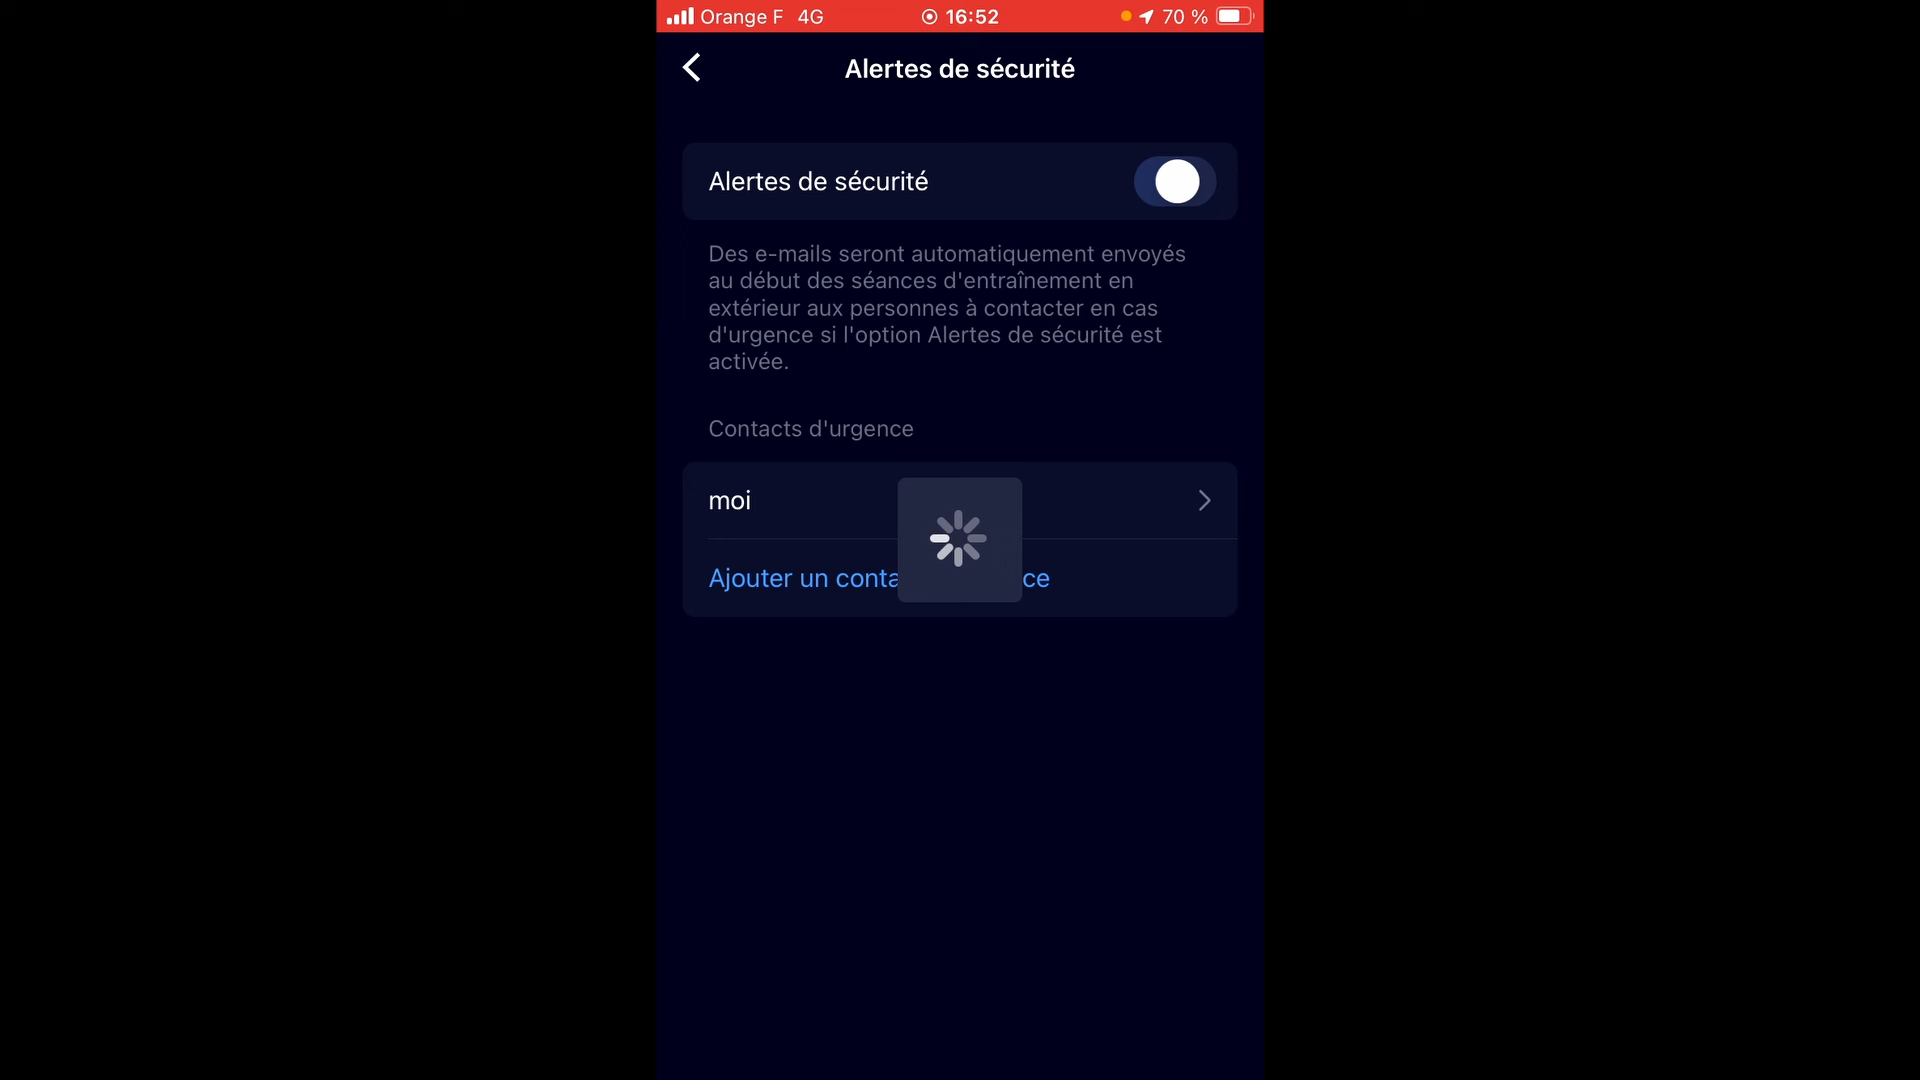 Orange F 4G 16:52 70 %
Alertes de sécurité
Alertes de sécurité
Des e-mails seront automatiquement envoyés
au début des séances d'entraînement en
extérieur aux personnes à contacter en cas
d'urgence si l'option Alertes de sécurité est
activée.
Contacts d'urgence
moi
Ajouter un